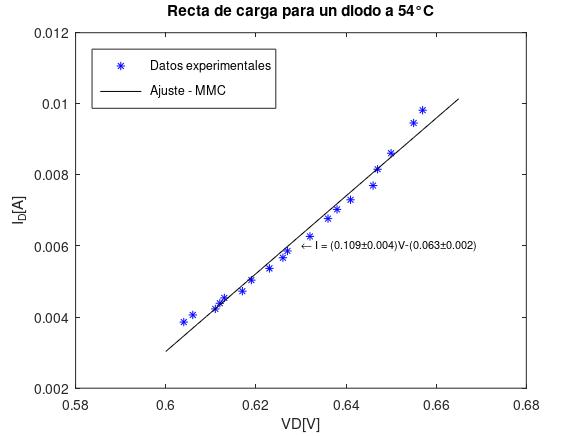 Recta de carga para un diodo a 54°C
0.012
Datos experimentales
Ajuste - MMC
0.01
0.008
I_D[A]
0.006
← I = (0.109±0.004)V-(0.063±0.002)
0.004
0.002
0.58
0.6
0.62
0.64
0.66
0.68
VD[V]